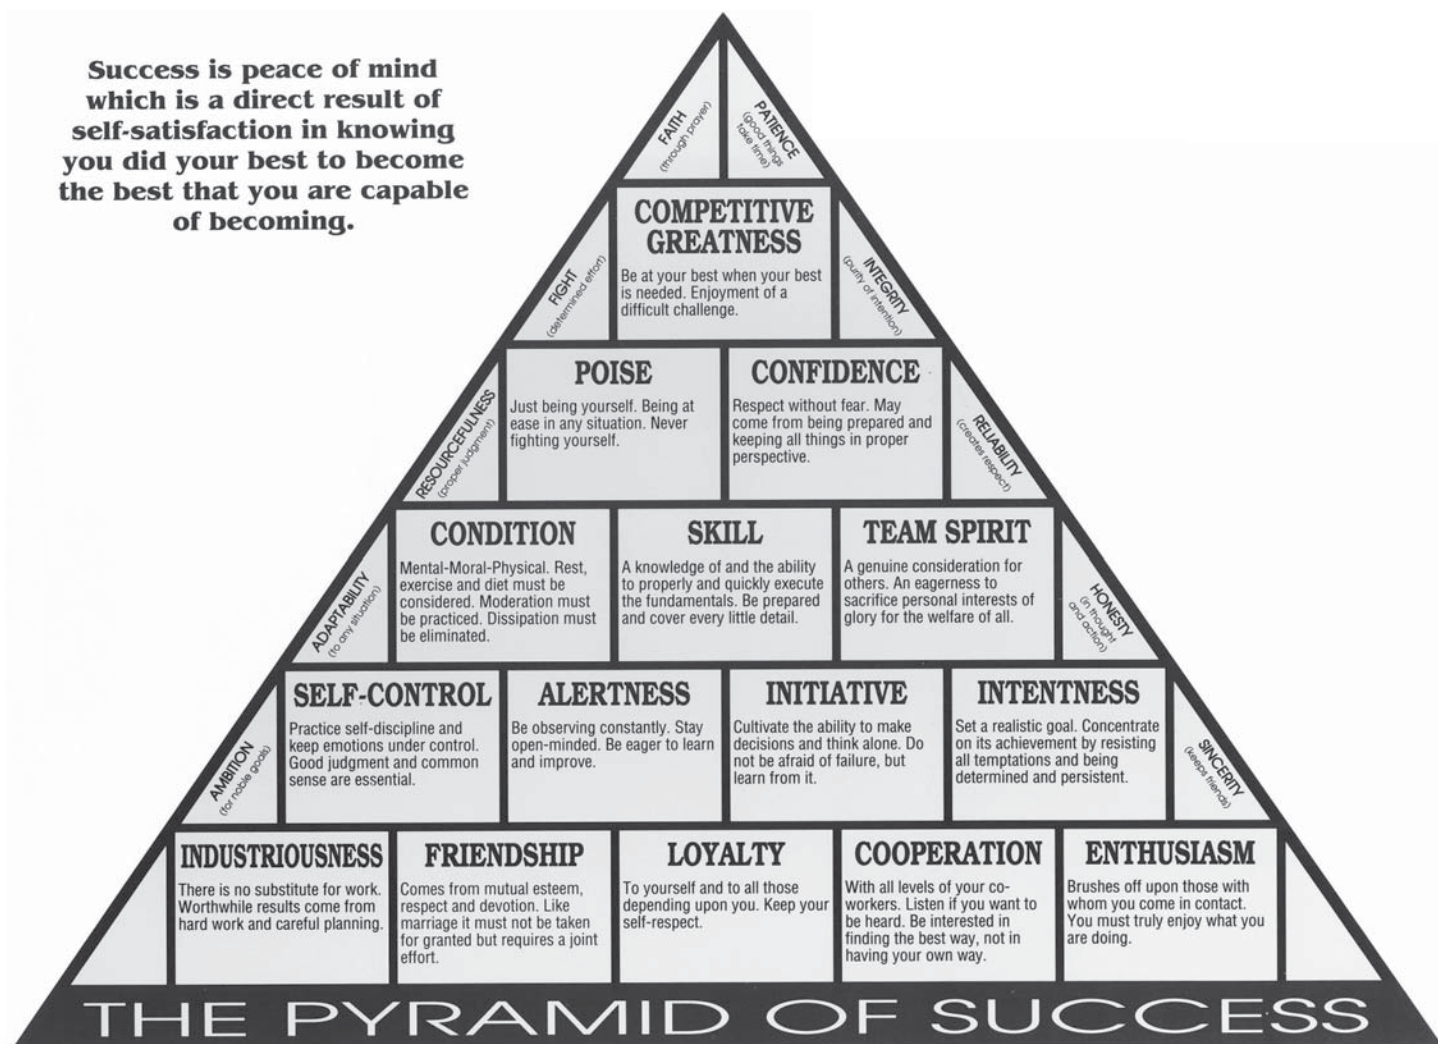 Success is peace of mind
which is a direct result of
self-satisfaction in knowing
you did your best to become
the best that you are capable
of becoming.
FAITH
(through prayer)
PATIENCE
(good things
take time)
COMPETITIVE
GREATNESS
Be at your best when your best
is needed. Enjoyment of a
difficult challenge.
FIGHT
(determined effort)
INTEGRITY
(purity of intention)
POISE
Just being yourself. Being at
ease in any situation. Never
fighting yourself.
CONFIDENCE
Respect without fear. May
come from being prepared and
keeping all things in proper
perspective.
RESOURCEFULNESS
(proper judgment)
RELIABILITY
(creates respect)
CONDITION
Mental-Moral-Physical. Rest,
exercise and diet must be
considered. Moderation must
be practiced. Dissipation must
be eliminated.
SKILL
A knowledge of and the ability
to properly and quickly execute
the fundamentals. Be prepared
and cover every little detail.
TEAM SPIRIT
A genuine consideration for
others. An eagerness to
sacrifice personal interests of
glory for the welfare of all.
ADAPTABILITY
(to any situation)
HONESTY
(in thought
and action)
SELF-CONTROL
Practice self-discipline and
keep emotions under control.
Good judgment and common
sense are essential.
ALERTNESS
Be observing constantly. Stay
open-minded. Be eager to learn
and improve.
INITIATIVE
Cultivate the ability to make
decisions and think alone. Do
not be afraid of failure, but
learn from it.
INTENTNESS
Set a realistic goal. Concentrate
on its achievement by resisting
all temptations and being
determined and persistent.
AMBITION
(for noble goals)
SINCERITY
(keeps friends)
INDUSTRIOUSNESS
There is no substitute for work.
Worthwhile results come from
hard work and careful planning.
FRIENDSHIP
Comes from mutual esteem,
respect and devotion. Like
marriage it must not be taken
for granted but requires a joint
effort.
LOYALTY
To yourself and to all those
depending upon you. Keep your
self-respect.
COOPERATION
With all levels of your co-
workers. Listen if you want to
be heard. Be interested in
finding the best way, not in
having your own way.
ENTHUSIASM
Brushes off upon those with
whom you come in contact.
You must truly enjoy what you
are doing.
THE PYRAMID OF SUCCESS